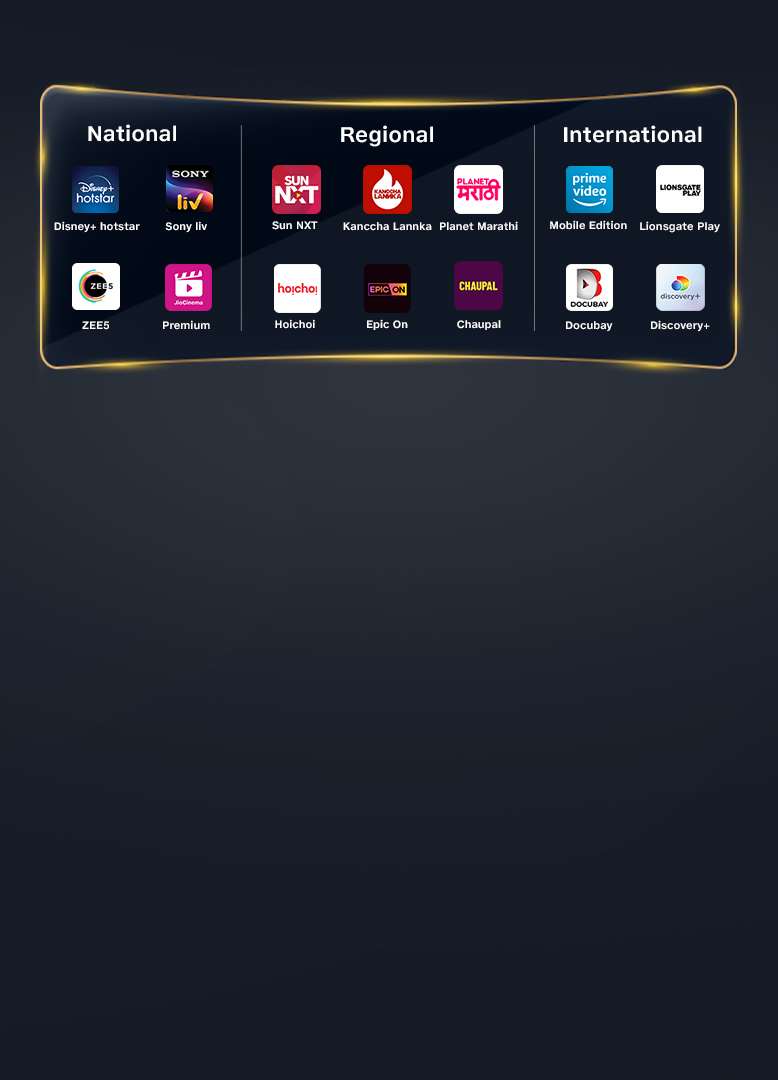 National
Regional
International
Disney+
hotstar
SONY
liv
SUN
NXT
KANCCHA
LANNKA
PLANET
मराठी
prime
video
LIONSGATE
PLAY
Disney+ hotstar
Sony liv
Sun NXT
Kanccha Lannka
Planet Marathi
Mobile Edition
Lionsgate Play
ZEE5
JioCinema
hoichoi
EPIC ON
CHAUPAL
DOCUBAY
discovery+
ZEE5
Premium
Hoichoi
Epic On
Chaupal
Docubay
Discovery+